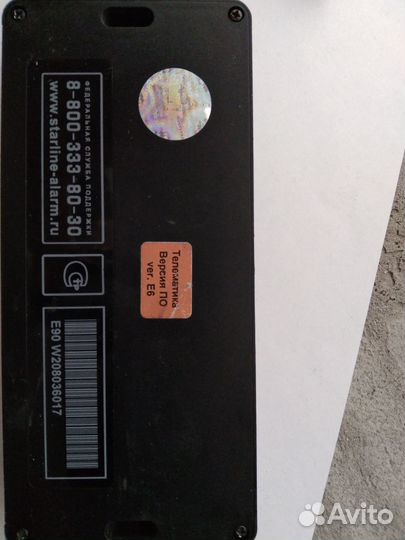 ФЕДЕРАЛЬНАЯ СЛУЖБА ПОДДЕРЖКИ
8-800-333-80-30
www.starline-alarm.ru
Телематика
Версия ПО
ver. E6
E90 W208036017
Avito